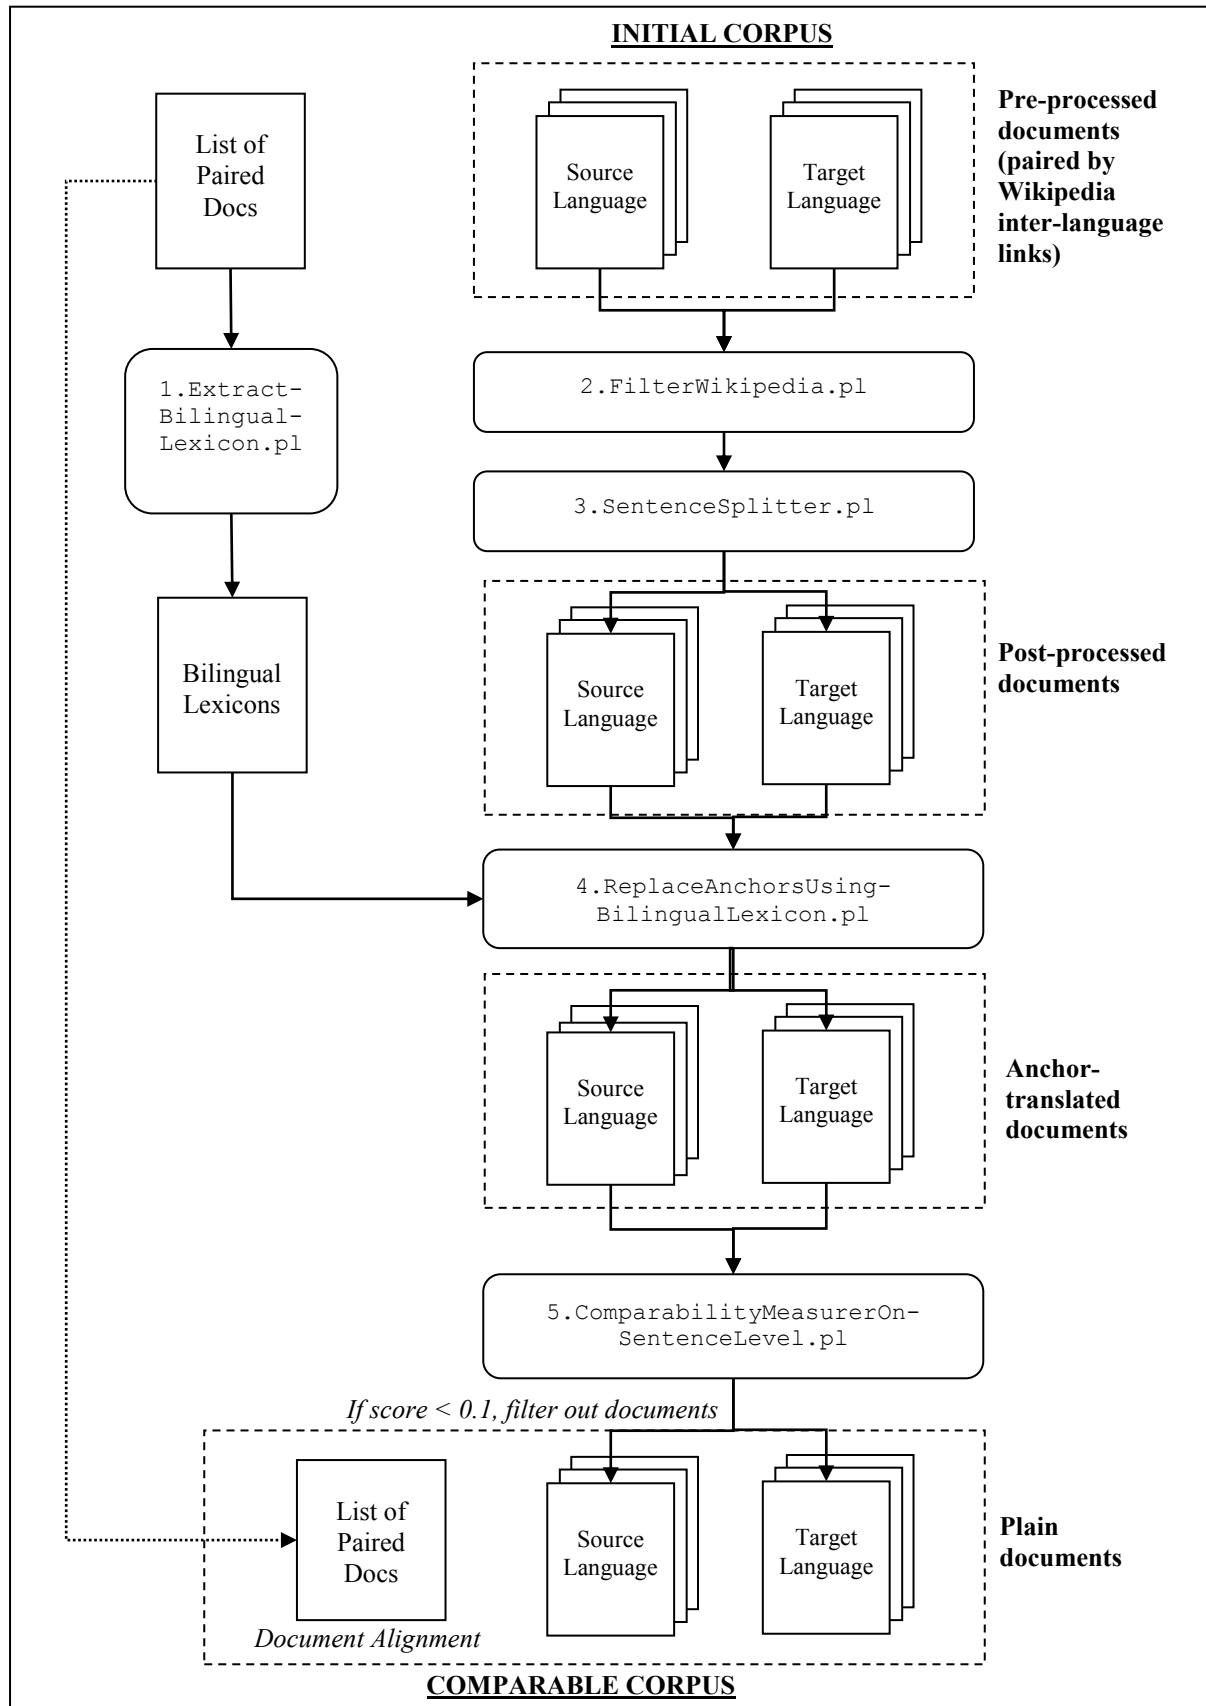 INITIAL CORPUS
List of
Paired
Docs
Source
Language
Target
Language
Pre-processed
documents
(paired by
Wikipedia
inter-language
links)
1.Extract-
Bilingual-
Lexicon.pl
2.FilterWikipedia.pl
3.SentenceSplitter.pl
Bilingual
Lexicons
Source
Language
Target
Language
Post-processed
documents
4.ReplaceAnchorsUsing-
BilingualLexicon.pl
Source
Language
Target
Language
Anchor-
translated
documents
5.ComparabilityMeasurerOn-
SentenceLevel.pl
If score < 0.1, filter out documents
List of
Paired
Docs
Document Alignment
Source
Language
Target
Language
Plain
documents
COMPARABLE CORPUS